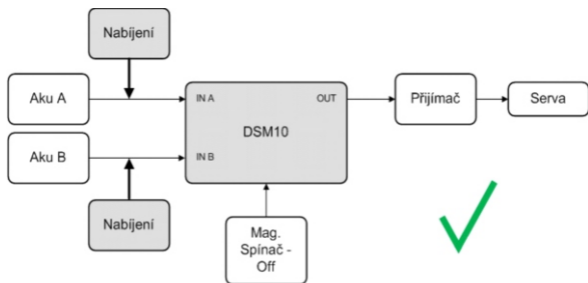 Nabíjení
Aku A
IN A
OUT
Přijímač
Serva
DSM10
Aku B
IN B
Nabíjení
Mag.
Spínač -
Off